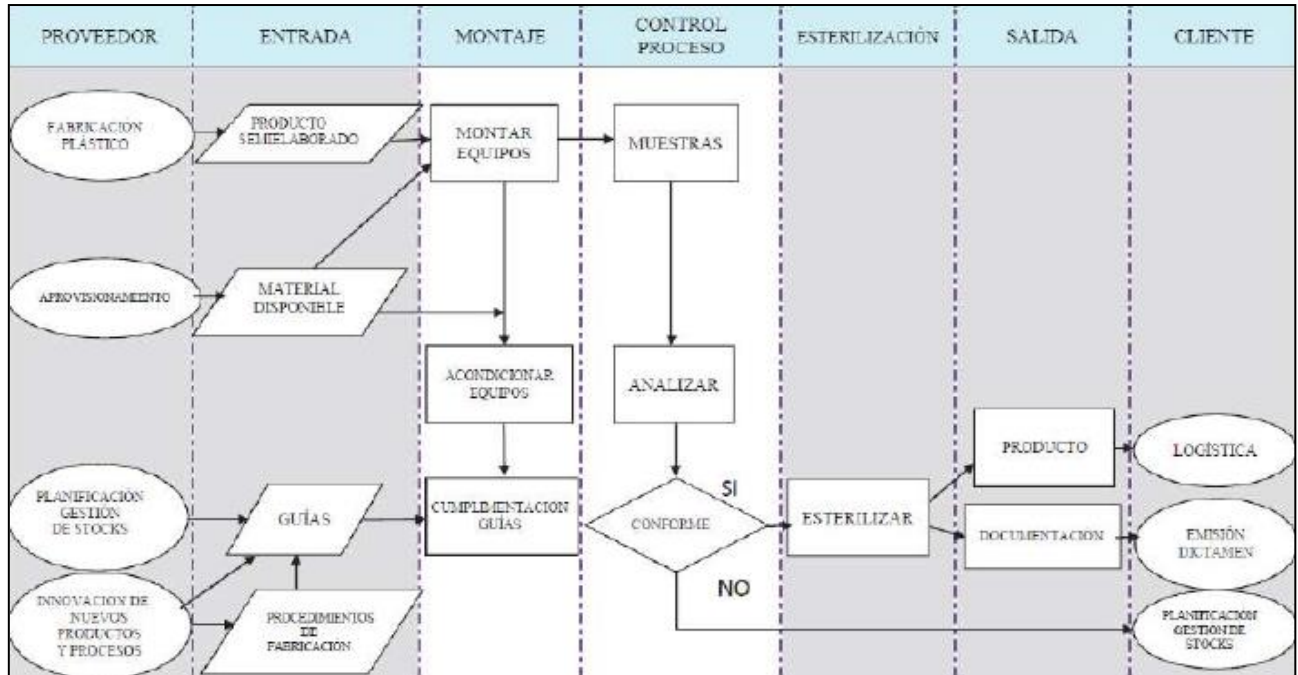 PROVEEDOR
ENTRADA
MONTAJE
CONTROL
PROCESO
ESTERILIZACIÓN
SALIDA
CLIENTE
FABRICACIÓN
PLÁSTICO
PRODUCTO
SEMIELABORADO
MONTAR
EQUIPOS
MUESTRAS
APROVISIONAMIENTO
MATERIAL
DISPONIBLE
ACONDICIONAR
EQUIPOS
ANALIZAR
PRODUCTO
LOGÍSTICA
PLANIFICACIÓN
GESTIÓN
DE STOCKS
GUÍAS
CUMPLIMENTACION
GUÍAS
CONFORME
SI
NO
ESTERILIZAR
DOCUMENTACION
EMISIÓN
DICTAMEN
INNOVACION DE
NUEVOS
PRODUCTOS
Y PROCESOS
PROCEDIMIENTOS
DE
FABRICACIÓN
PLANIFICACION
GESTION DE
STOCKS